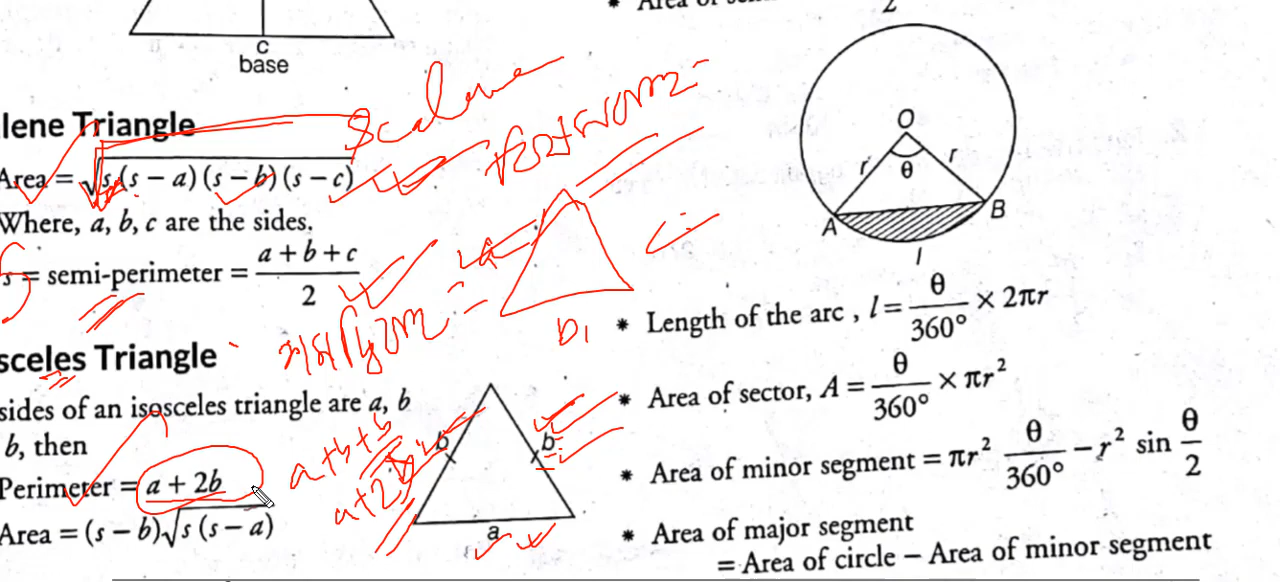 c
base
lene Triangle
Scalene
Area = √s (s − a) (s − b) (s − c)
Where, a, b, c are the sides.
s = semi-perimeter = a + b + c / 2
b
sceles Triangle
sides of an isosceles triangle are a, b
b, then
Perimeter = a + 2b
Area = (s − b)√s (s − a)
a+b+b
a+2b
b
b
a
2
O
r
r
θ
A
B
l
* Length of the arc , l = θ/360° × 2πr
* Area of sector, A = θ/360° × πr²
* Area of minor segment = πr² θ/360° − r² sin θ/2
* Area of major segment
= Area of circle − Area of minor segment